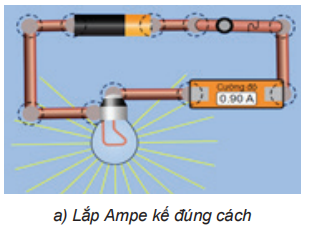 Cường độ
0.90 A
a) Lắp Ampe kế đúng cách